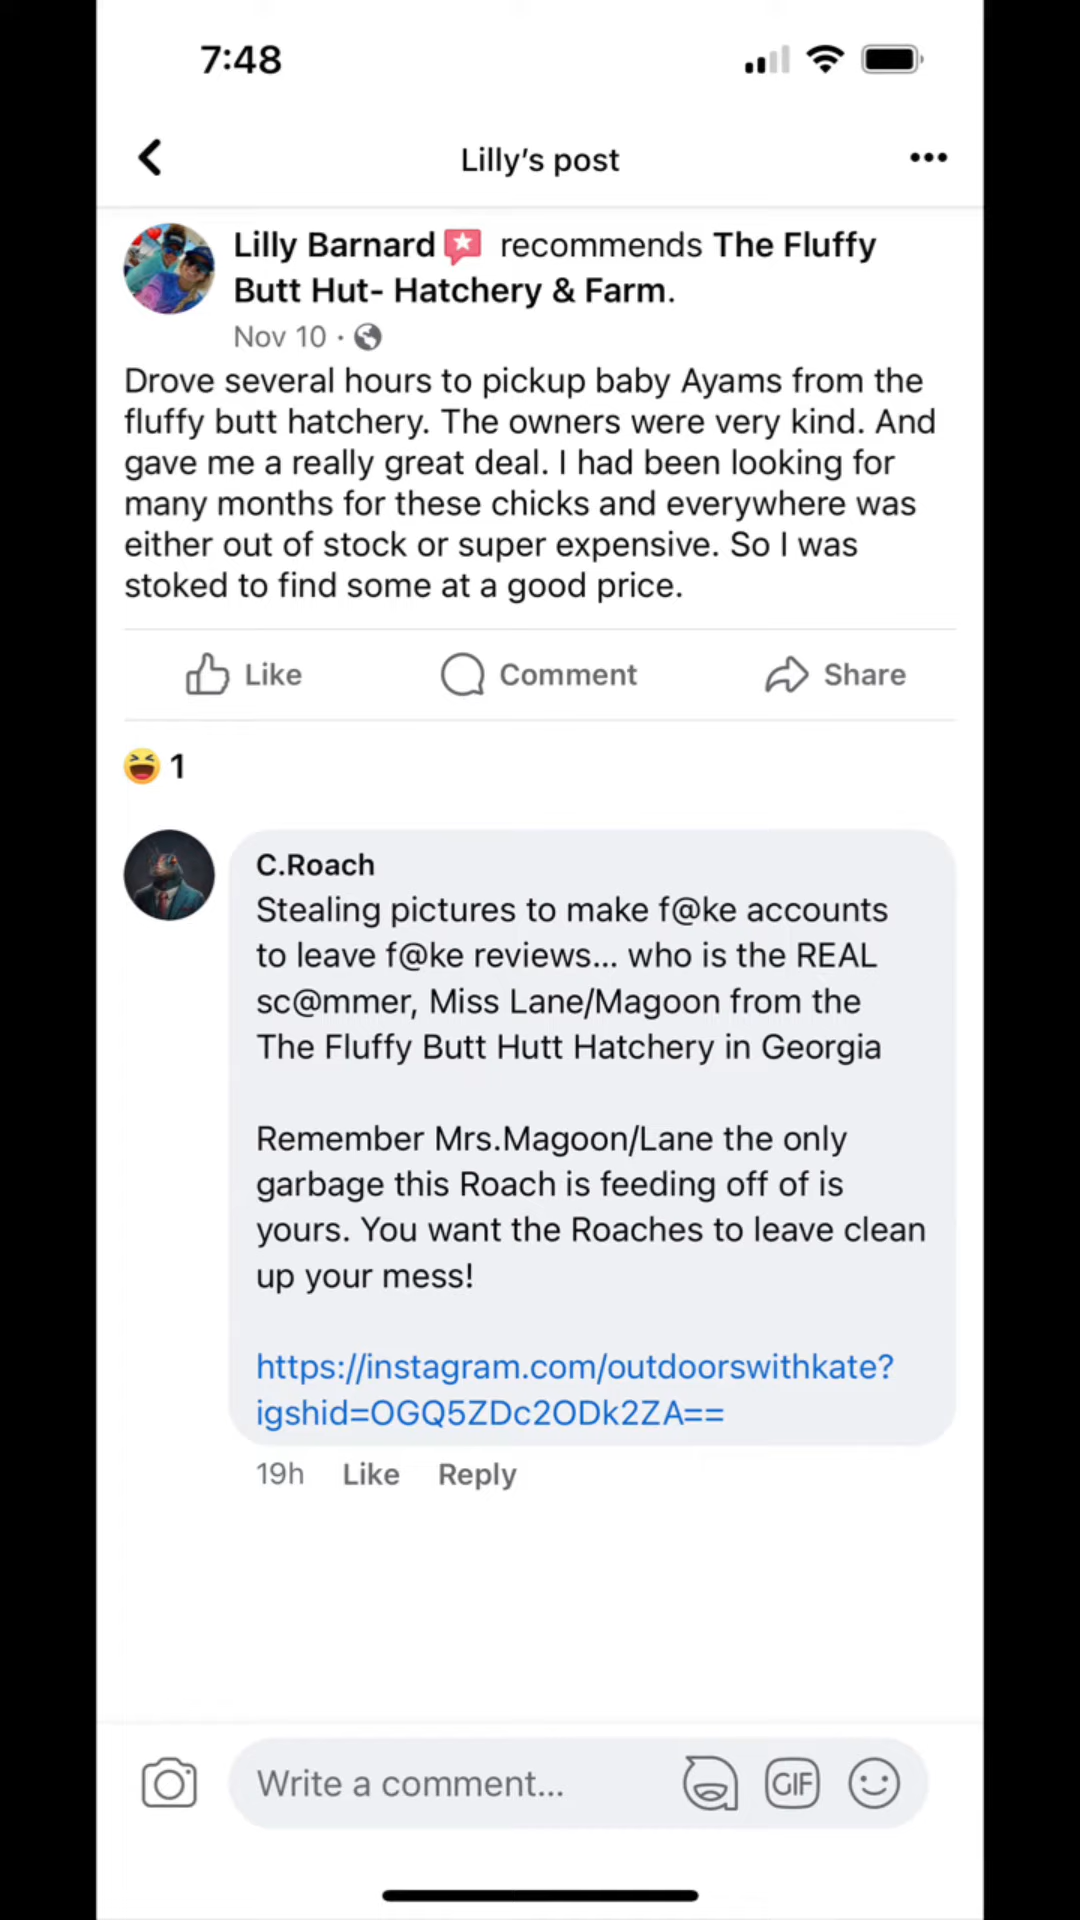 7:48
Lilly's post
Lilly Barnard recommends The Fluffy
Butt Hut- Hatchery & Farm.
Nov 10 ·
Drove several hours to pickup baby Ayams from the
fluffy butt hatchery. The owners were very kind. And
gave me a really great deal. I had been looking for
many months for these chicks and everywhere was
either out of stock or super expensive. So I was
stoked to find some at a good price.
Like Comment Share
1
C.Roach
Stealing pictures to make f@ke accounts
to leave f@ke reviews... who is the REAL
sc@mmer, Miss Lane/Magoon from the
The Fluffy Butt Hutt Hatchery in Georgia
Remember Mrs.Magoon/Lane the only
garbage this Roach is feeding off of is
yours. You want the Roaches to leave clean
up your mess!
https://instagram.com/outdoorswithkate?
igshid=OGQ5ZDc2ODk2ZA==
19h Like Reply
Write a comment... GIF